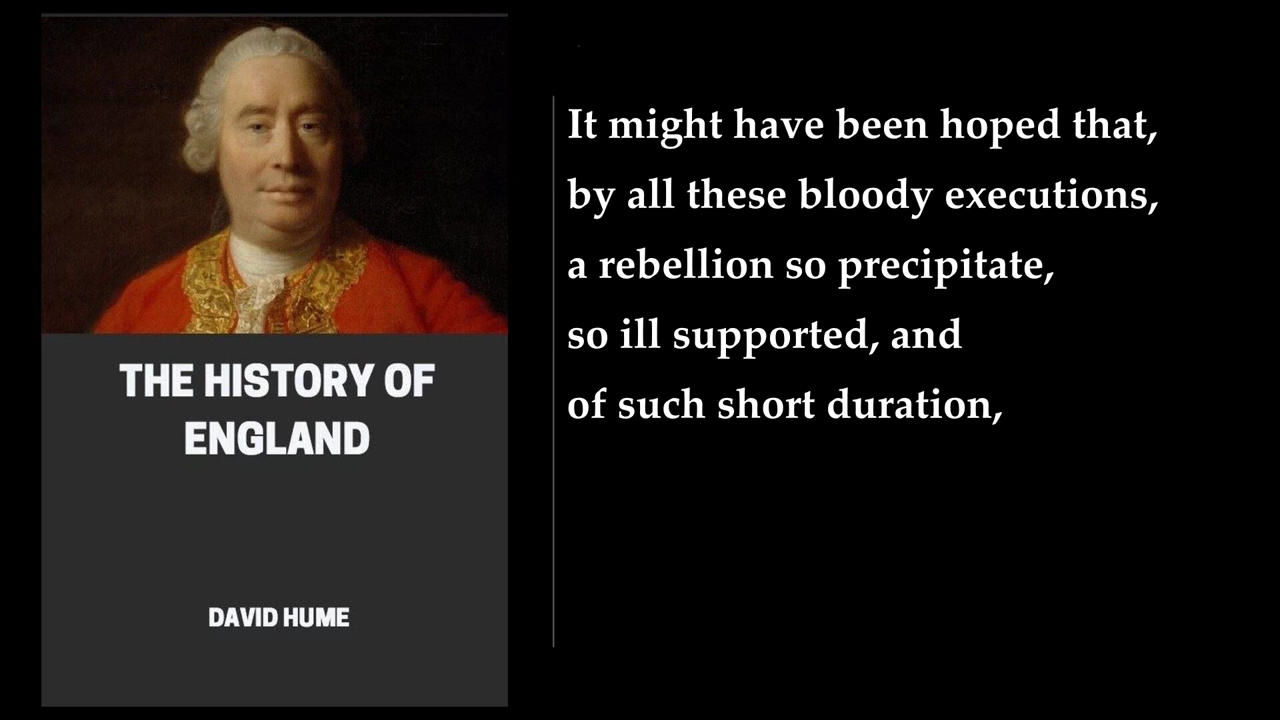 THE HISTORY OF
ENGLAND
DAVID HUME
It might have been hoped that,
by all these bloody executions,
a rebellion so precipitate,
so ill supported, and
of such short duration,